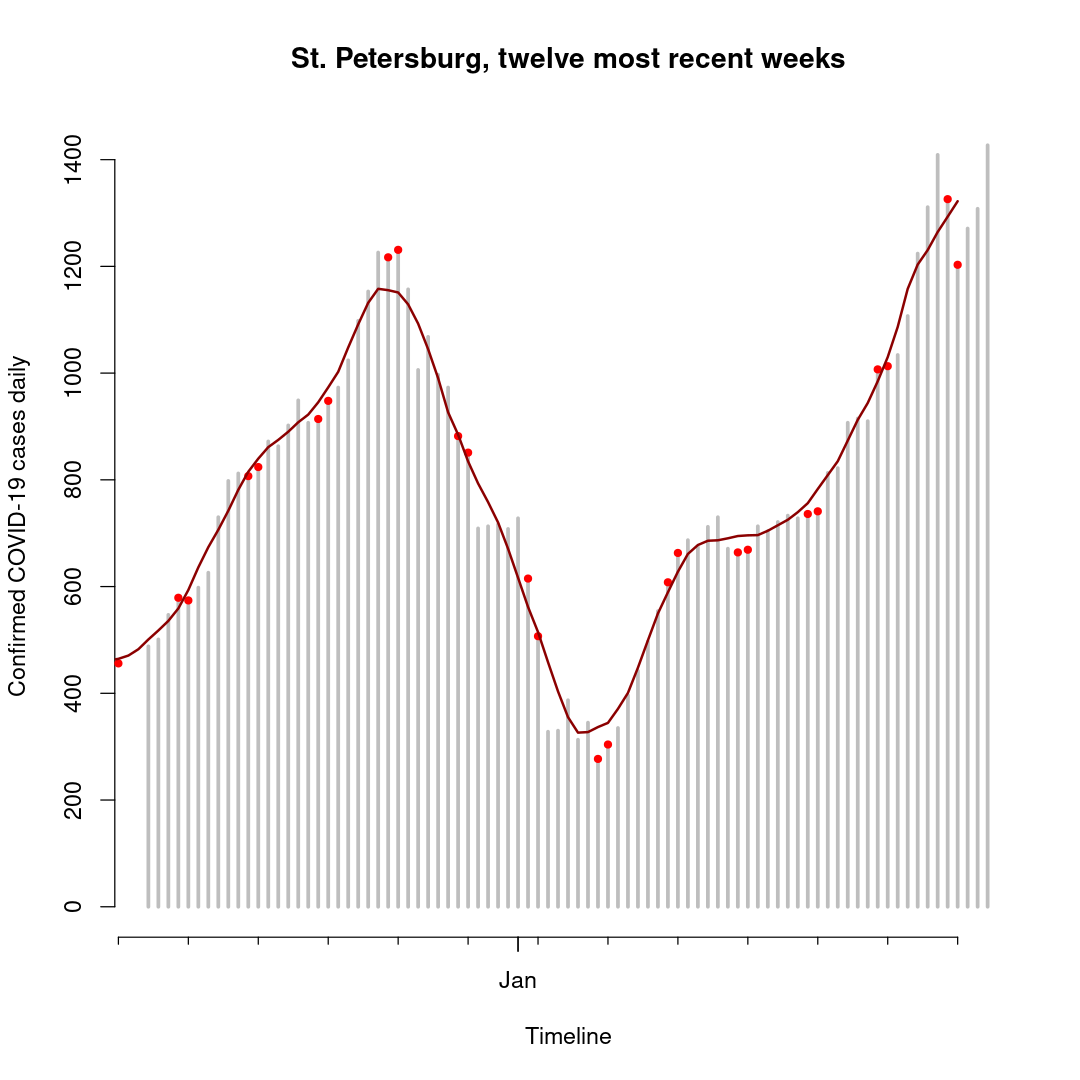 St. Petersburg, twelve most recent weeks
Confirmed COVID-19 cases daily
1400
1200
1000
800
600
400
200
0
Jan
Timeline